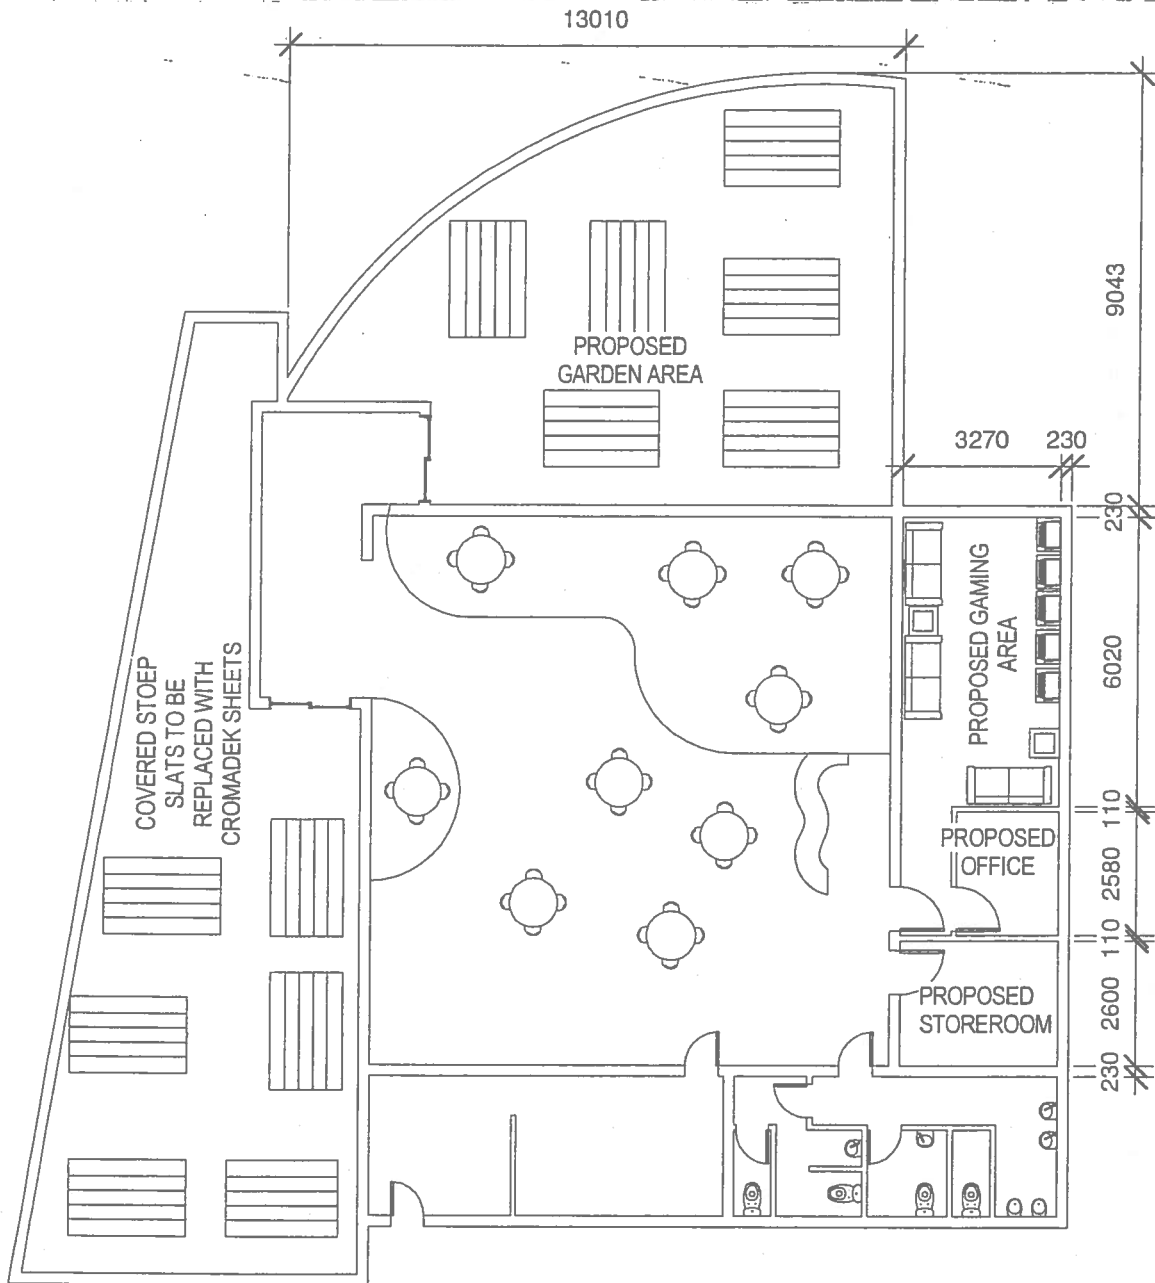 13010
9043
PROPOSED
GARDEN AREA
3270
230
230
PROPOSED GAMING
AREA
6020
COVERED STOEP
SLATS TO BE
REPLACED WITH
CROMADEK SHEETS
110
PROPOSED
OFFICE
2580
110
PROPOSED
STOREROOM
2600
230